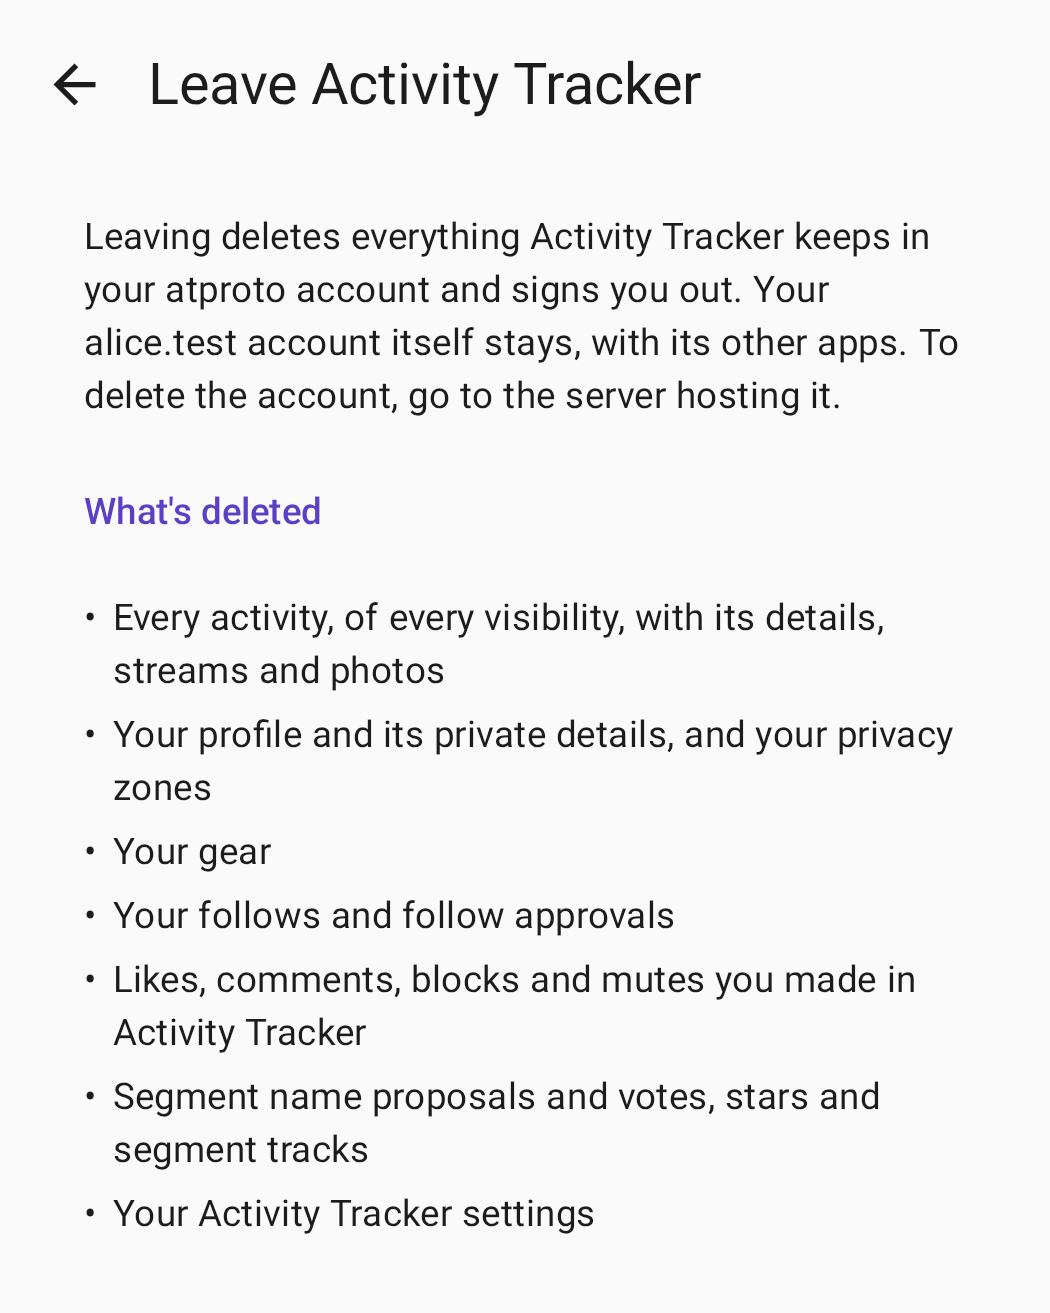 Leave Activity Tracker
Leaving deletes everything Activity Tracker keeps in
your atproto account and signs you out. Your
alice.test account itself stays, with its other apps. To
delete the account, go to the server hosting it.
What's deleted
• Every activity, of every visibility, with its details,
streams and photos
• Your profile and its private details, and your privacy
zones
• Your gear
• Your follows and follow approvals
• Likes, comments, blocks and mutes you made in
Activity Tracker
• Segment name proposals and votes, stars and
segment tracks
• Your Activity Tracker settings